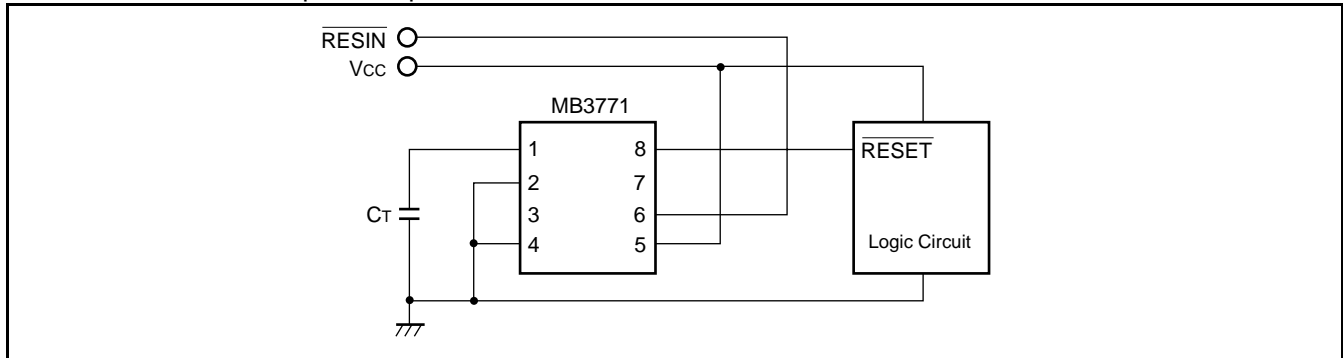 RESIN
VCC
MB3771
1 8 RESET
2 7
CT 3 6
4 5 Logic Circuit